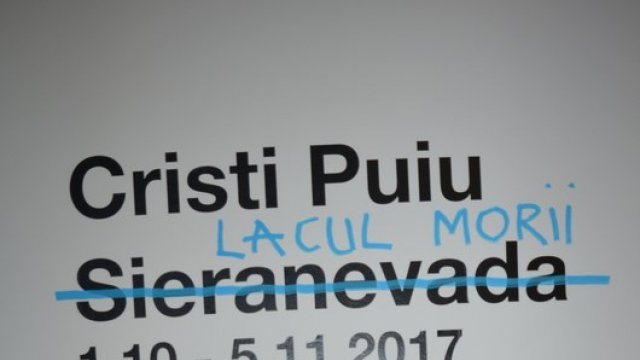 Cristi Puiu
LACUL MORII
Sieranevada
1.10 - 5.11.2017